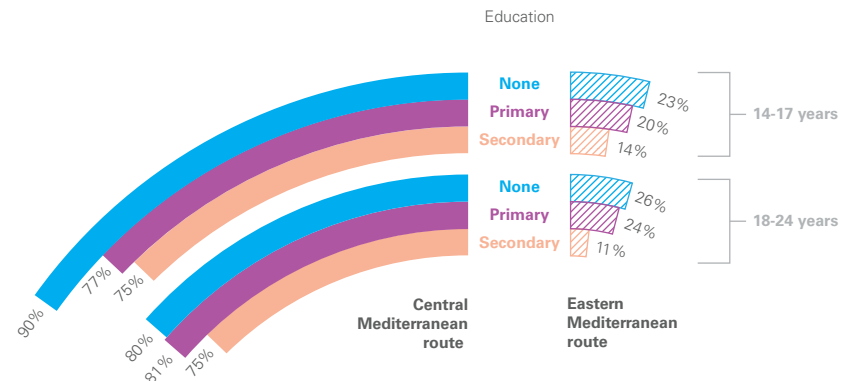 Education
None
Primary
Secondary
23%
20%
14%
14-17 years
90%
77%
75%
None
Primary
Secondary
26%
24%
11%
18-24 years
80%
81%
75%
Central
Mediterranean
route
Eastern
Mediterranean
route